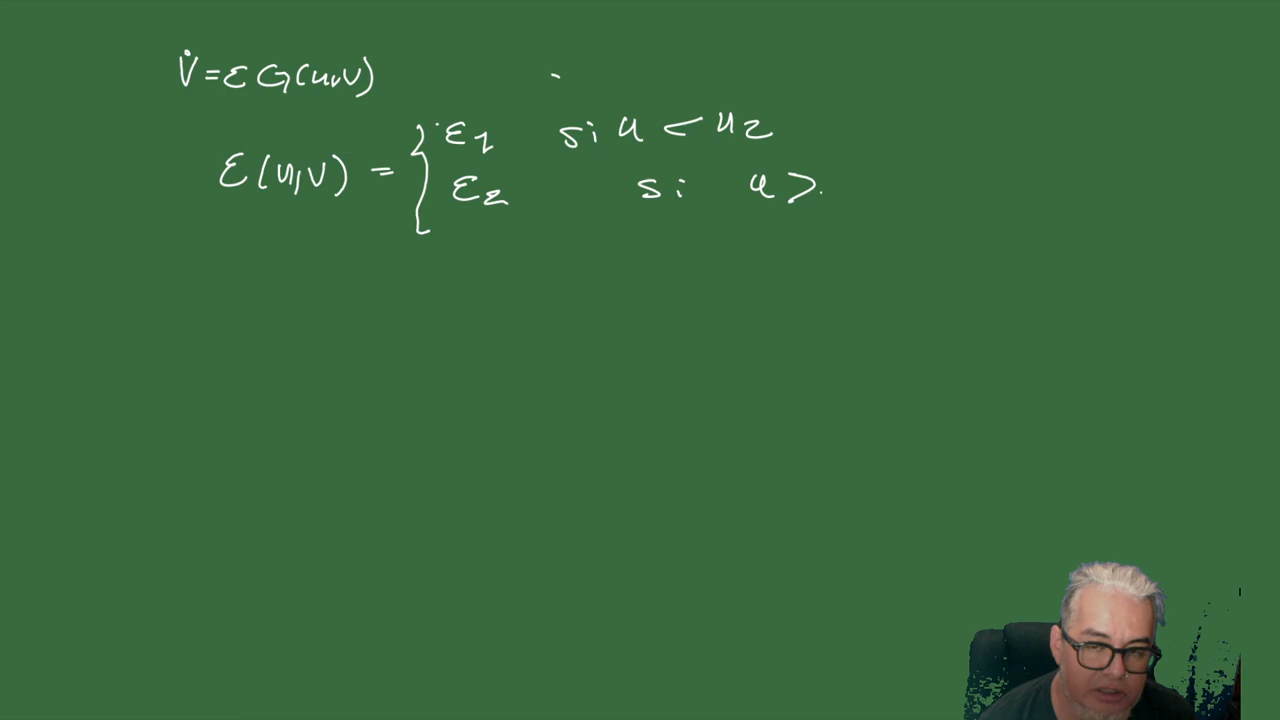 V̇ = ε G(u,v)
ε(u,v) = { ε1 si u < u2
ε2 si u >